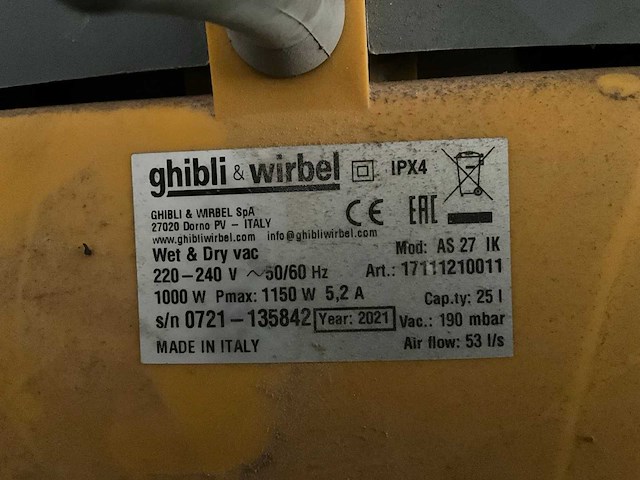 ghibli & wirbel IPX4
GHIBLI & WIRBEL SpA
27020 Dorno PV – ITALY
www.ghibliwirbel.com info@ghibliwirbel.com
CE EAC
Wet & Dry vac Mod: AS 27 IK
220-240 V ~50/60 Hz Art.: 17111210011
1000 W Pmax: 1150 W 5,2 A Cap.ty: 25 l
s/n 0721-135842 Year: 2021 Vac.: 190 mbar
MADE IN ITALY Air flow: 53 l/s